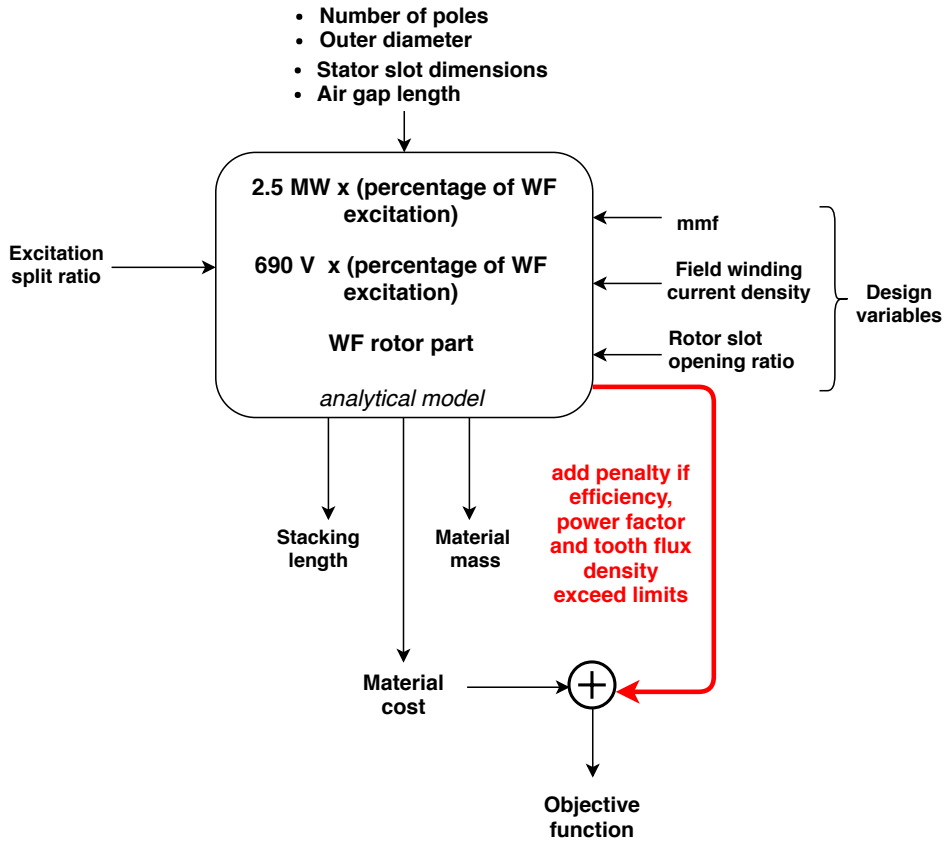 • Number of poles
• Outer diameter
• Stator slot dimensions
• Air gap length
2.5 MW x (percentage of WF
excitation)
690 V x (percentage of WF
excitation)
WF rotor part
analytical model
Excitation
split ratio
mmf
Field winding
current density
Rotor slot
opening ratio
Design
variables
add penalty if
efficiency,
power factor
and tooth flux
density
exceed limits
Stacking
length
Material
mass
Material
cost
Objective
function